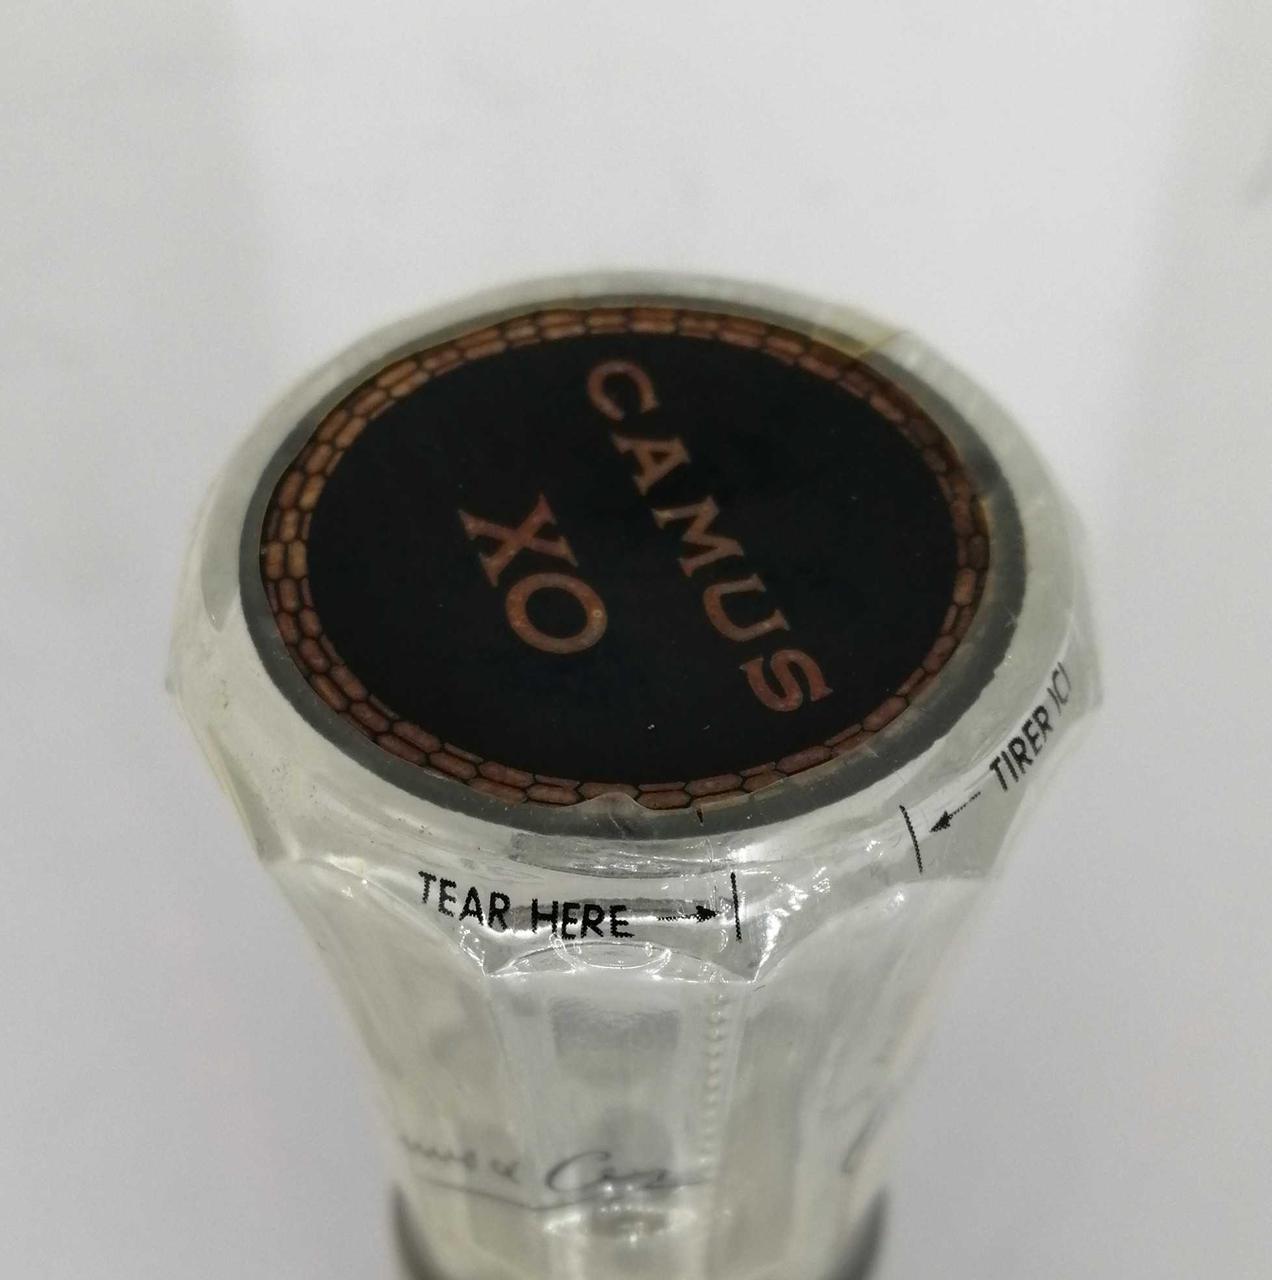 CAMUS
XO
TEAR HERE
TIRER ICI